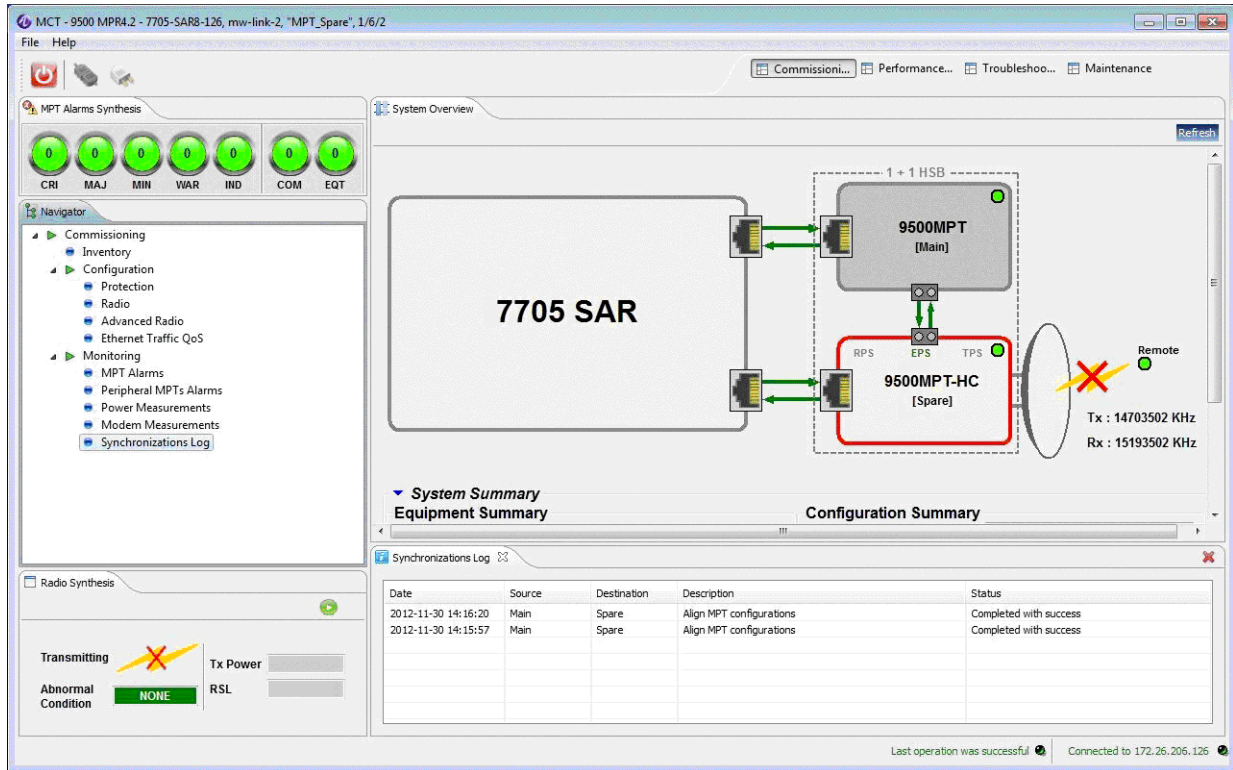 MCT - 9500 MPR4.2 - 7705-SAR8-126, mw-link-2, "MPT_Spare", 1/6/2
File Help
Commissioni... Performance... Troubleshoo... Maintenance
MPT Alarms Synthesis
0 0 0 0 0 0 0
CRI MAJ MIN WAR IND COM EQT
Navigator
Commissioning
Inventory
Configuration
Protection
Radio
Advanced Radio
Ethernet Traffic QoS
Monitoring
MPT Alarms
Peripheral MPTs Alarms
Power Measurements
Modem Measurements
Synchronizations Log
Radio Synthesis
Transmitting
Tx Power
Abnormal
Condition
NONE
RSL
System Overview
Refresh
1 + 1 HSB
9500MPT
[Main]
7705 SAR
RPS EPS TPS
9500MPT-HC
[Spare]
Remote
Tx : 14703502 KHz
Rx : 15193502 KHz
System Summary
Equipment Summary Configuration Summary
Synchronizations Log
Date Source Destination Description Status
2012-11-30 14:16:20 Main Spare Align MPT configurations Completed with success
2012-11-30 14:15:57 Main Spare Align MPT configurations Completed with success
Last operation was successful Connected to 172.26.206.126